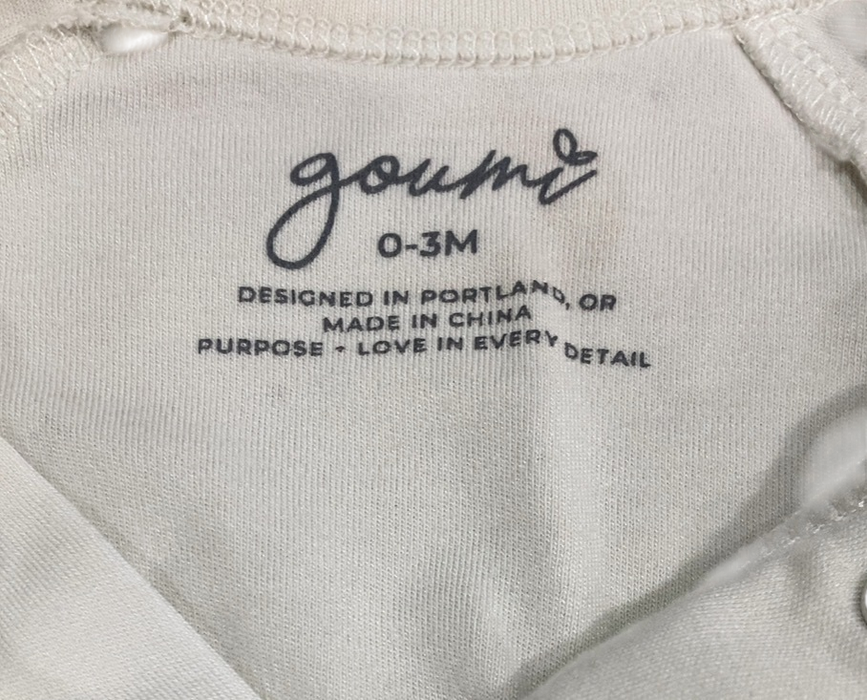 goumi
0-3M
DESIGNED IN PORTLAND, OR
MADE IN CHINA
PURPOSE + LOVE IN EVERY DETAIL